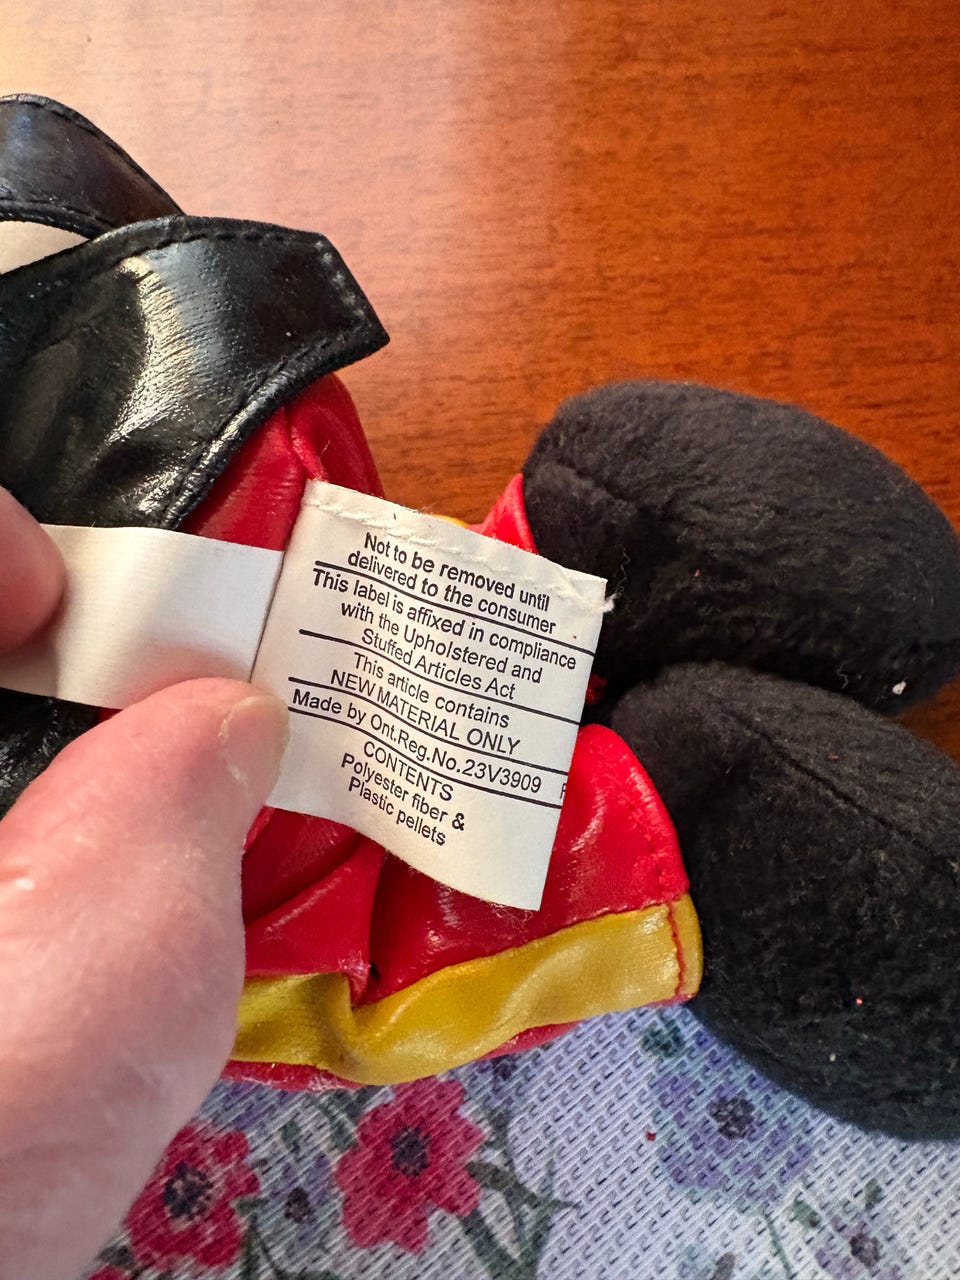 Not to be removed until
delivered to the consumer
This label is affixed in compliance
with the Upholstered and
Stuffed Articles Act
This article contains
NEW MATERIAL ONLY
Made by Ont.Reg.No.23V3909
CONTENTS
Polyester fiber &
Plastic pellets